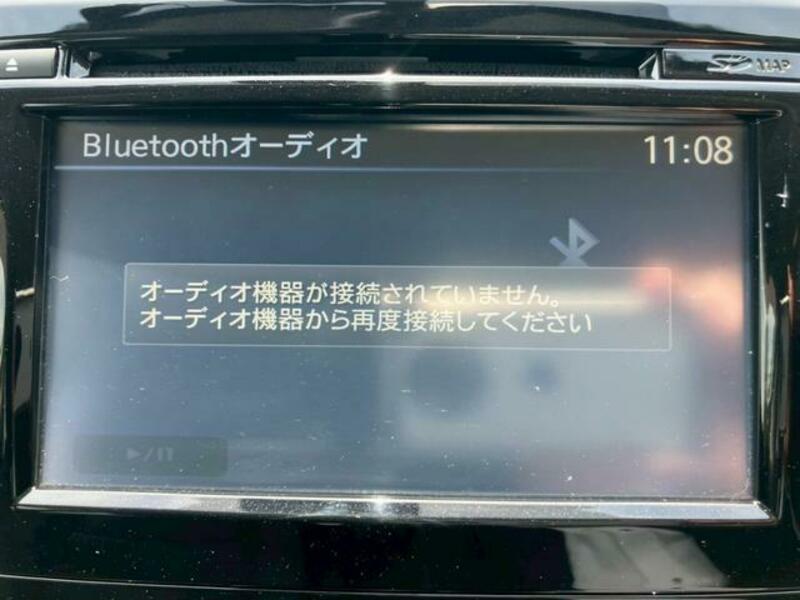 SD MAP
Bluetoothオーディオ
11:08
オーディオ機器が接続されていません。
オーディオ機器から再度接続してください
▶/II